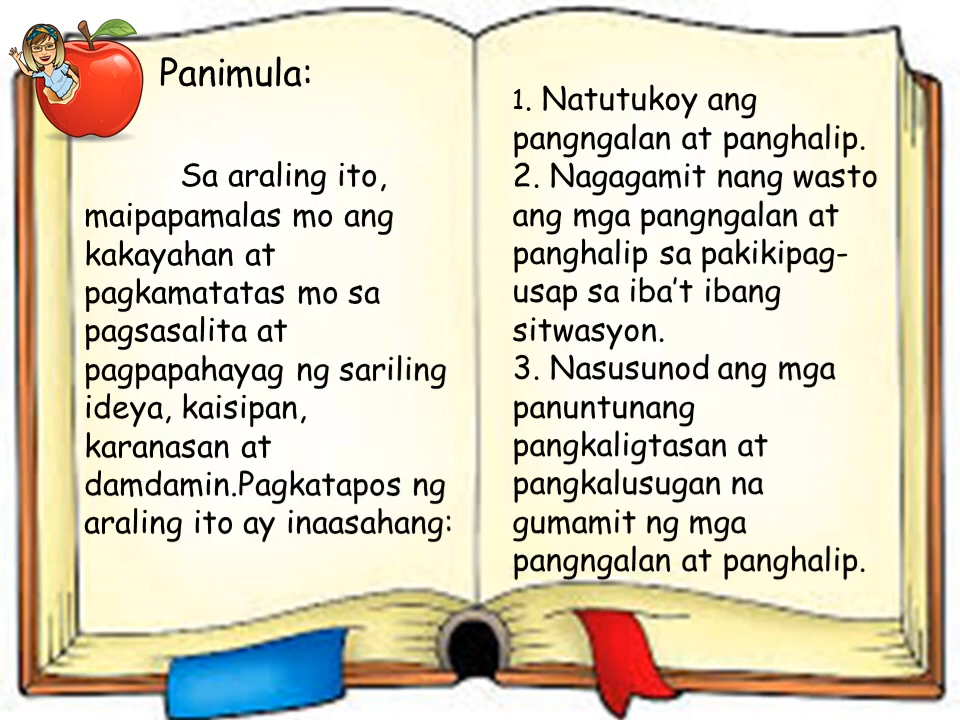 Panimula:
Sa araling ito,
maipapamalas mo ang
kakayahan at
pagkamatatas mo sa
pagsasalita at
pagpapahayag ng sariling
ideya, kaisipan,
karanasan at
damdamin.Pagkatapos ng
araling ito ay inaasahang:
1. Natutukoy ang
pangngalan at panghalip.
2. Nagagamit nang wasto
ang mga pangngalan at
panghalip sa pakikipag-
usap sa iba’t ibang
sitwasyon.
3. Nasusunod ang mga
panuntunang
pangkaligtasan at
pangkalusugan na
gumamit ng mga
pangngalan at panghalip.